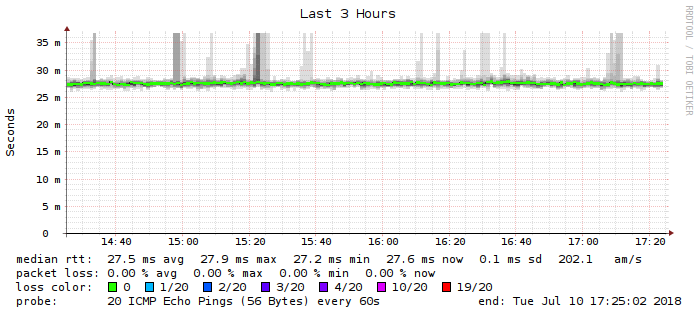 Last 3 Hours
RRDTOOL / TOBI OETIKER
Seconds
35 m
30 m
25 m
20 m
15 m
10 m
5 m
0
14:40 15:00 15:20 15:40 16:00 16:20 16:40 17:00 17:20
median rtt: 27.5 ms avg 27.9 ms max 27.2 ms min 27.6 ms now 0.1 ms sd 202.1 am/s
packet loss: 0.00 % avg 0.00 % max 0.00 % min 0.00 % now
loss color: 0 1/20 2/20 3/20 4/20 10/20 19/20
probe: 20 ICMP Echo Pings (56 Bytes) every 60s end: Tue Jul 10 17:25:02 2018